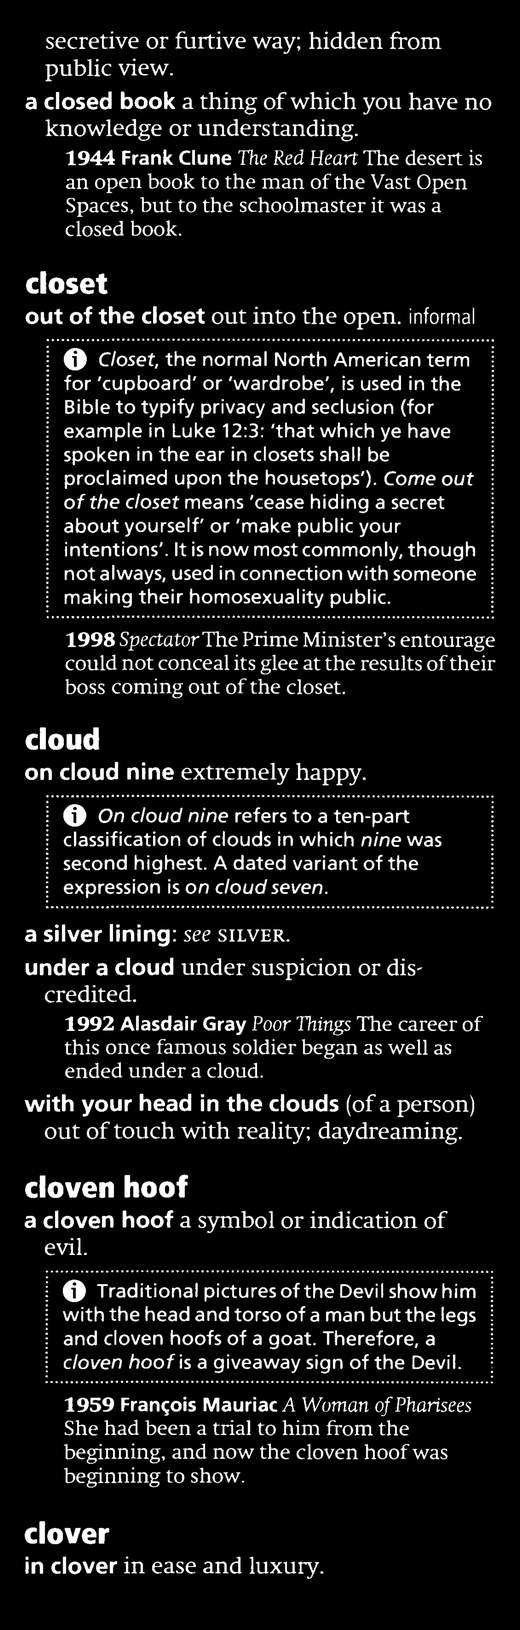 secretive or furtive way; hidden from
public view.
a closed book a thing of which you have no
knowledge or understanding.
1944 Frank Clune The Red Heart The desert is
an open book to the man of the Vast Open
Spaces, but to the schoolmaster it was a
closed book.
closet
out of the closet out into the open. informal
i Closet, the normal North American term
for 'cupboard' or 'wardrobe', is used in the
Bible to typify privacy and seclusion (for
example in Luke 12:3: 'that which ye have
spoken in the ear in closets shall be
proclaimed upon the housetops'). Come out
of the closet means 'cease hiding a secret
about yourself' or 'make public your
intentions'. It is now most commonly, though
not always, used in connection with someone
making their homosexuality public.
1998 Spectator The Prime Minister's entourage
could not conceal its glee at the results of their
boss coming out of the closet.
cloud
on cloud nine extremely happy.
i On cloud nine refers to a ten-part
classification of clouds in which nine was
second highest. A dated variant of the
expression is on cloud seven.
a silver lining: see SILVER.
under a cloud under suspicion or dis-
credited.
1992 Alasdair Gray Poor Things The career of
this once famous soldier began as well as
ended under a cloud.
with your head in the clouds (of a person)
out of touch with reality; daydreaming.
cloven hoof
a cloven hoof a symbol or indication of
evil.
i Traditional pictures of the Devil show him
with the head and torso of a man but the legs
and cloven hoofs of a goat. Therefore, a
cloven hoof is a giveaway sign of the Devil.
1959 François Mauriac A Woman of Pharisees
She had been a trial to him from the
beginning, and now the cloven hoof was
beginning to show.
clover
in clover in ease and luxury.